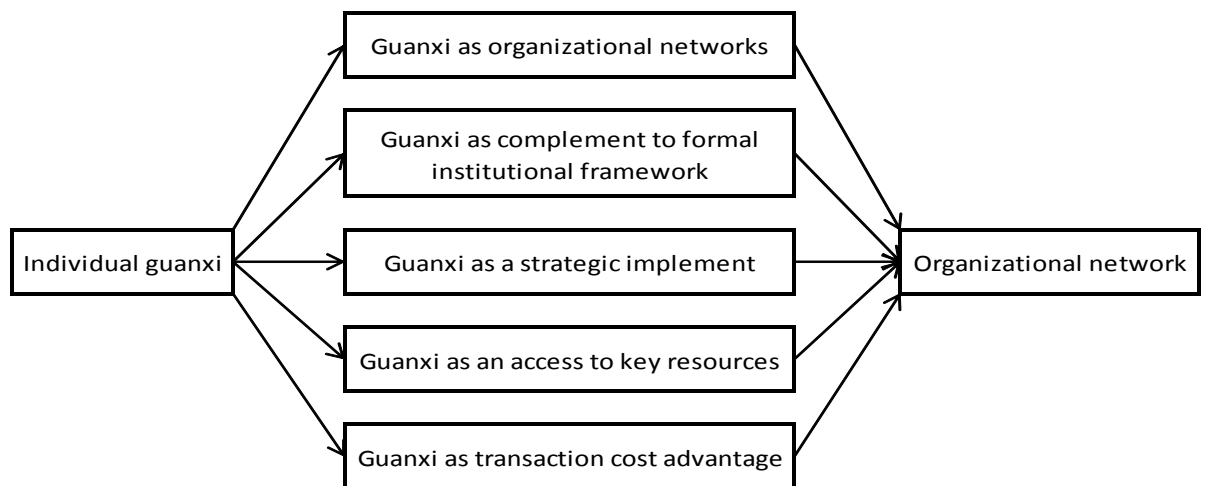 Guanxi as organizational networks
Guanxi as complement to formal
institutional framework
Individual guanxi
Guanxi as a strategic implement
Organizational network
Guanxi as an access to key resources
Guanxi as transaction cost advantage